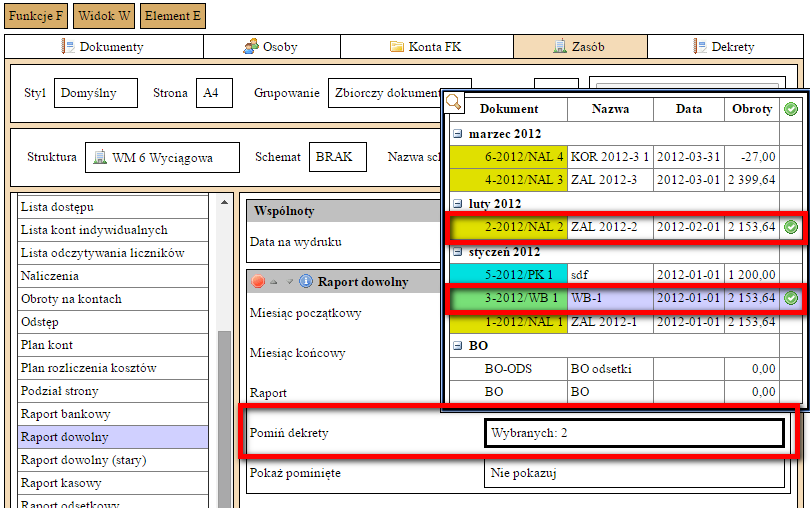 Funkcje F Widok W Element E
Dokumenty Osoby Konta FK Zasób Dekrety
Styl Domyślny Strona A4 Grupowanie Zbiorczy dokument
Struktura WM 6 Wyciągowa Schemat BRAK Nazwa sch
Lista dostępu
Lista kont indywidualnych
Lista odczytywania liczników
Naliczenia
Obroty na kontach
Odstęp
Plan kont
Plan rozliczenia kosztów
Podział strony
Raport bankowy
Raport dowolny
Raport dowolny (stary)
Raport kasowy
Raport odsetkowy
Wspólnoty
Data na wydruku
Raport dowolny
Miesiąc początkowy
Miesiąc końcowy
Raport
Pomiń dekrety Wybranych: 2
Pokaż pominięte Nie pokazuj
Dokument Nazwa Data Obroty
marzec 2012
6-2012/NAL 4 KOR 2012-3 1 2012-03-31 -27,00
4-2012/NAL 3 ZAL 2012-3 2012-03-01 2 399,64
luty 2012
2-2012/NAL 2 ZAL 2012-2 2012-02-01 2 153,64
styczeń 2012
5-2012/PK 1 sdf 2012-01-01 1 200,00
3-2012/WB 1 WB-1 2012-01-01 2 153,64
1-2012/NAL 1 ZAL 2012-1 2012-01-01 2 153,64
BO
BO-ODS BO odsetki 0,00
BO BO 0,00